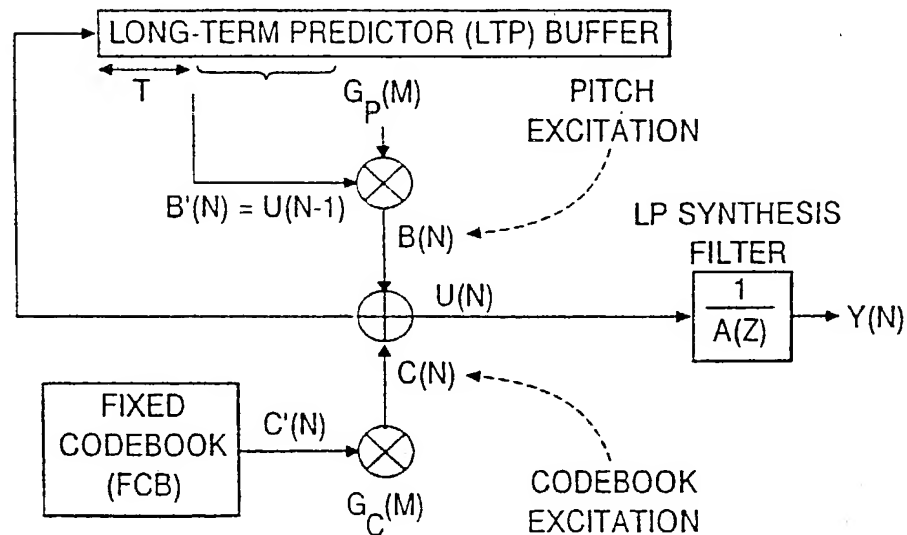 LONG-TERM PREDICTOR (LTP) BUFFER
T
G_P(M)
PITCH
EXCITATION
B'(N) = U(N-1)
B(N)
LP SYNTHESIS
FILTER
U(N)
1
A(Z)
Y(N)
C(N)
FIXED
CODEBOOK
(FCB)
C'(N)
G_C(M)
CODEBOOK
EXCITATION